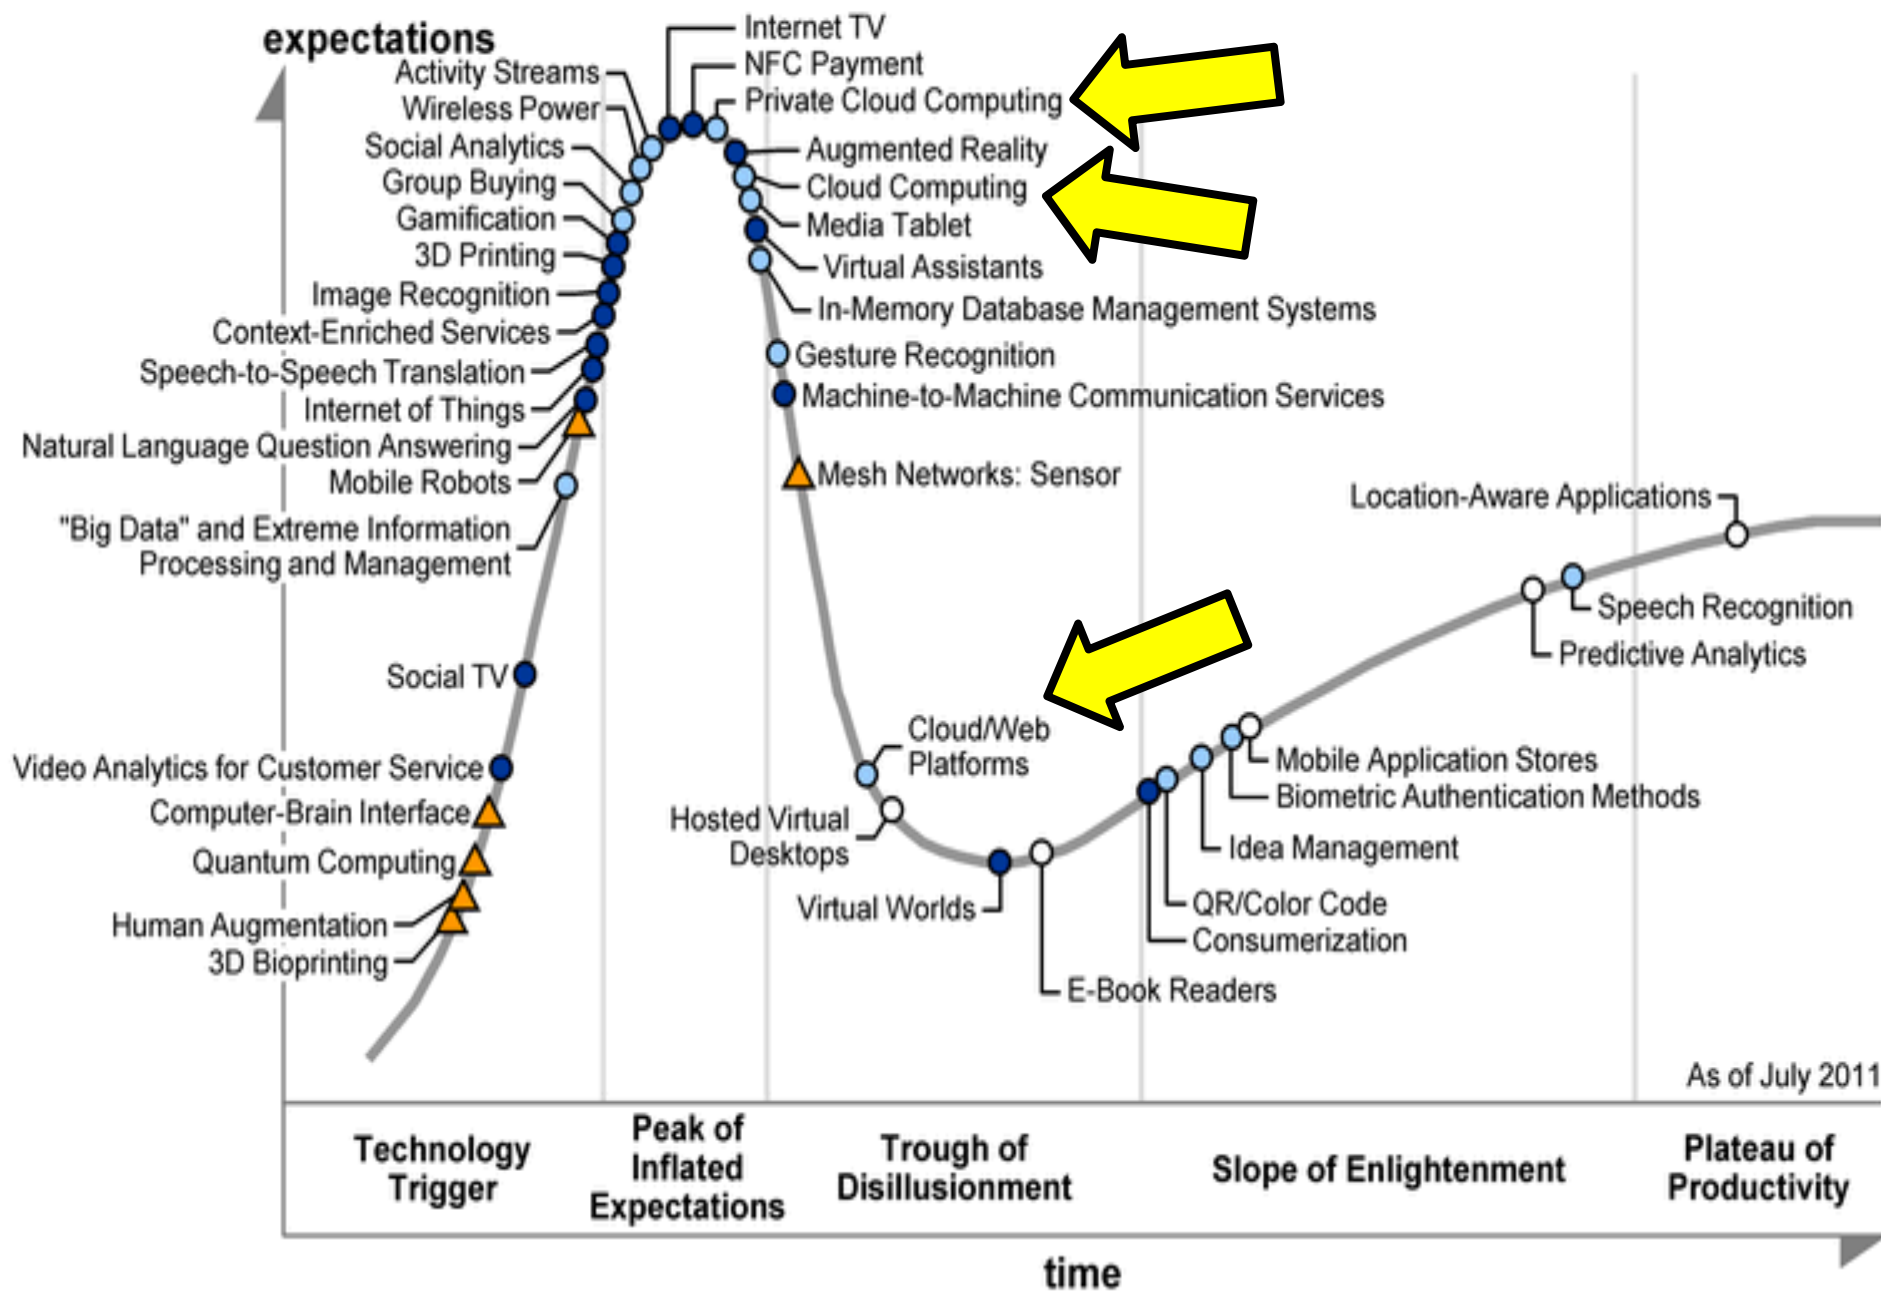 expectations
Activity Streams
Wireless Power
Social Analytics
Group Buying
Gamification
3D Printing
Image Recognition
Context-Enriched Services
Speech-to-Speech Translation
Internet of Things
Natural Language Question Answering
Mobile Robots
"Big Data" and Extreme Information
Processing and Management
Social TV
Video Analytics for Customer Service
Computer-Brain Interface
Quantum Computing
Human Augmentation
3D Bioprinting
Internet TV
NFC Payment
Private Cloud Computing
Augmented Reality
Cloud Computing
Media Tablet
Virtual Assistants
In-Memory Database Management Systems
Gesture Recognition
Machine-to-Machine Communication Services
Mesh Networks: Sensor
Cloud/Web
Platforms
Hosted Virtual
Desktops
Virtual Worlds
E-Book Readers
Consumerization
QR/Color Code
Idea Management
Biometric Authentication Methods
Mobile Application Stores
Predictive Analytics
Speech Recognition
Location-Aware Applications
As of July 2011
Technology
Trigger
Peak of
Inflated
Expectations
Trough of
Disillusionment
Slope of Enlightenment
Plateau of
Productivity
time